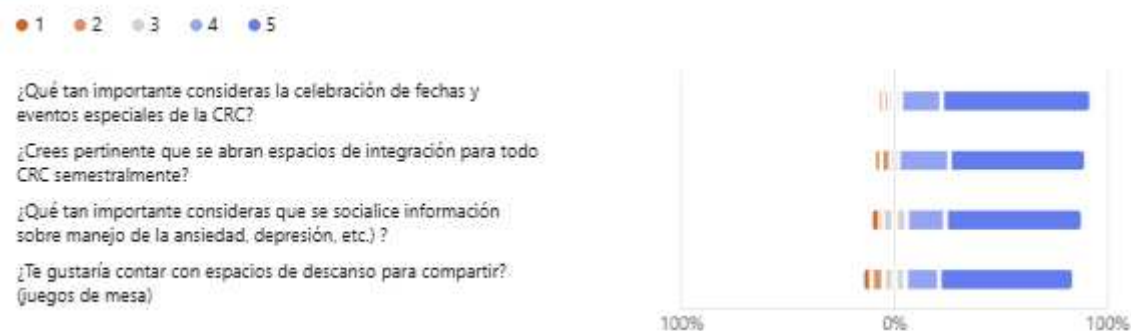 1 2 3 4 5
¿Qué tan importante consideras la celebración de fechas y
eventos especiales de la CRC?
¿Crees pertinente que se abran espacios de integración para todo
CRC semestralmente?
¿Qué tan importante consideras que se socialice información
sobre manejo de la ansiedad, depresión, etc.) ?
¿Te gustaría contar con espacios de descanso para compartir?
(juegos de mesa)
100% 0% 100%